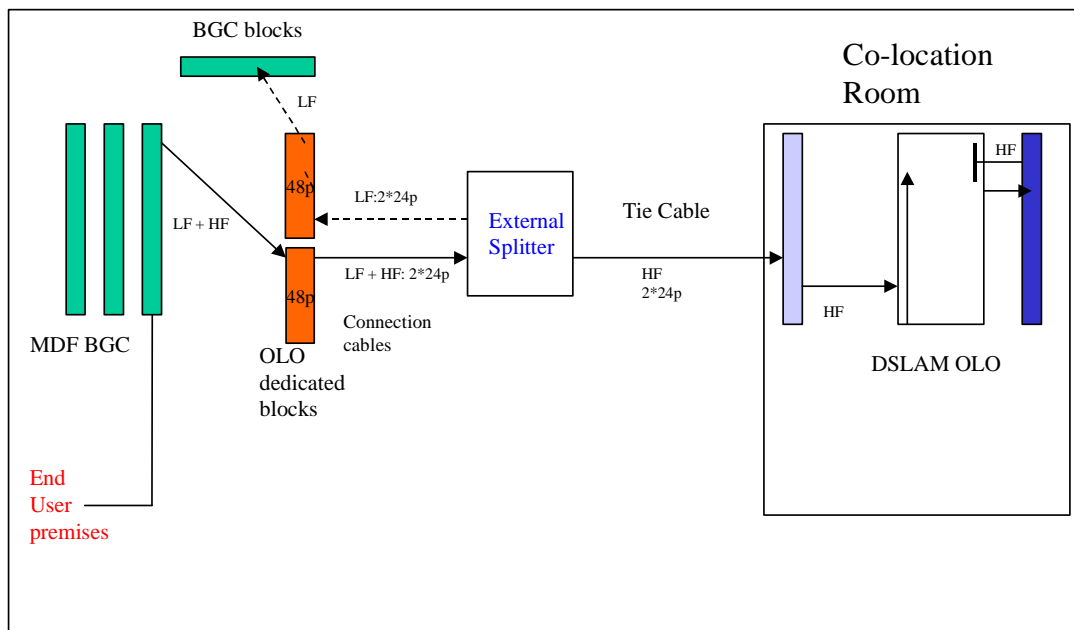 BGC blocks
Co-location
Room
LF
HF
48p
LF + HF
LF:2*24p
External
Splitter
Tie Cable
LF + HF: 2*24p
HF
2*24p
HF
48p
Connection
cables
MDF BGC
OLO
dedicated
blocks
DSLAM OLO
End
User
premises